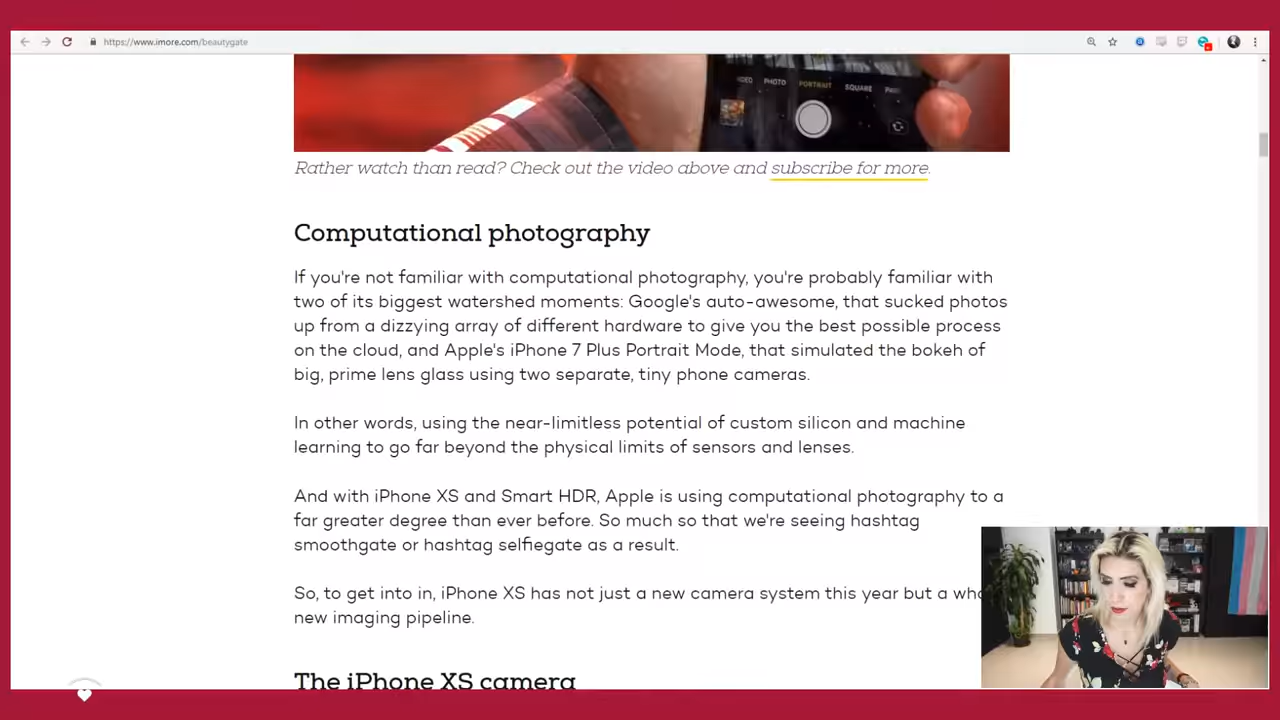 https://www.imore.com/beautygate
PHOTO
PORTRAIT
SQUARE
Rather watch than read? Check out the video above and subscribe for more.
Computational photography
If you're not familiar with computational photography, you're probably familiar with
two of its biggest watershed moments: Google's auto-awesome, that sucked photos
up from a dizzying array of different hardware to give you the best possible process
on the cloud, and Apple's iPhone 7 Plus Portrait Mode, that simulated the bokeh of
big, prime lens glass using two separate, tiny phone cameras.
In other words, using the near-limitless potential of custom silicon and machine
learning to go far beyond the physical limits of sensors and lenses.
And with iPhone XS and Smart HDR, Apple is using computational photography to a
far greater degree than ever before. So much so that we're seeing hashtag
smoothgate or hashtag selfiegate as a result.
So, to get into in, iPhone XS has not just a new camera system this year but a
new imaging pipeline.
The iPhone XS camera